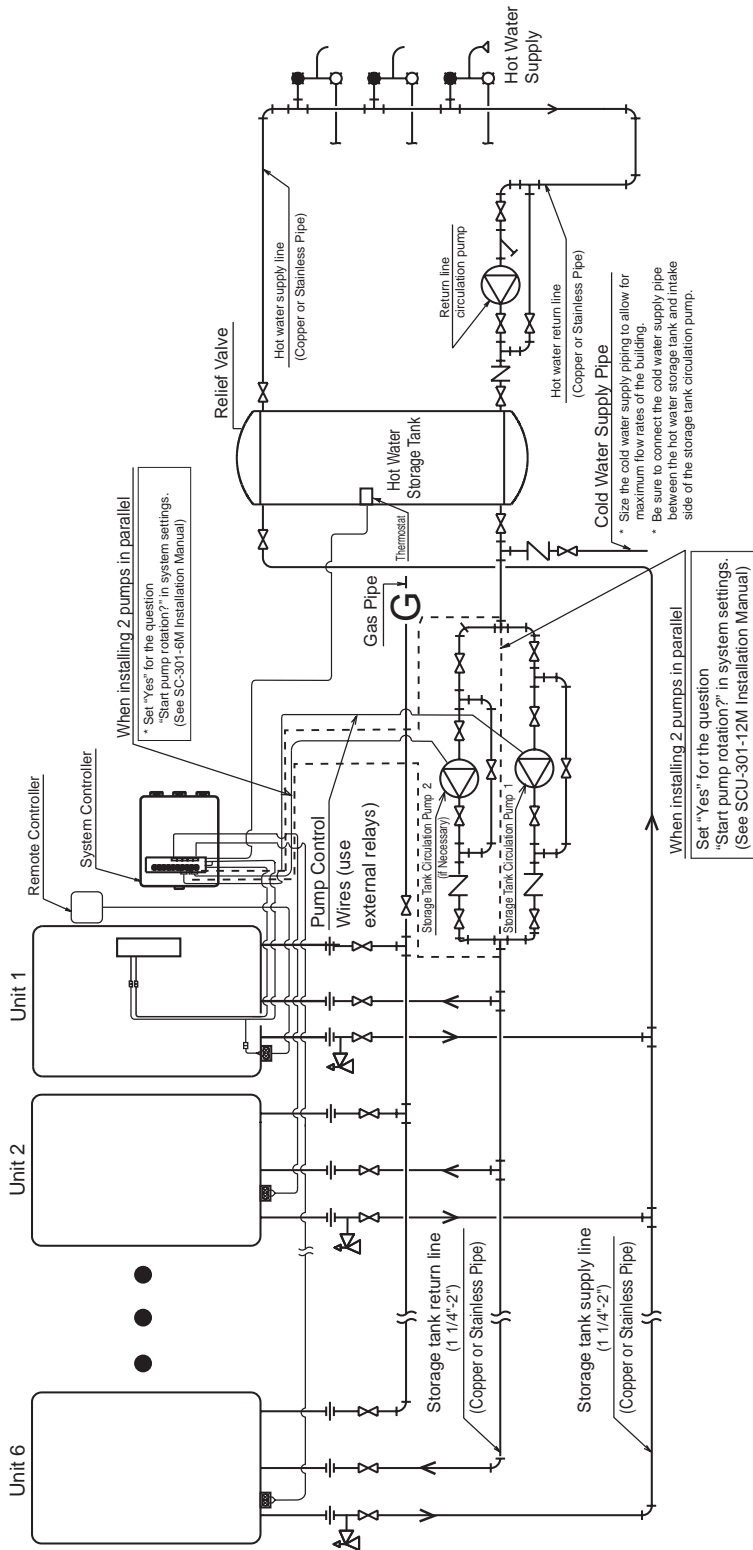 Unit 6
Unit 2
Unit 1
Remote Controller
System Controller
When installing 2 pumps in parallel
* Set “Yes” for the question
“Start pump rotation?” in system settings.
(See SC-301-6M Installation Manual)
Relief Valve
Hot water supply line
(Copper or Stainless Pipe)
Hot Water
Supply
Hot Water
Storage Tank
Thermostat
Gas Pipe
G
Pump Control
Wires (use
external relays)
Storage Tank Circulation Pump 2
(if Necessary)
Storage Tank Circulation Pump 1
Return line
circulation pump
Hot water return line
(Copper or Stainless Pipe)
Cold Water Supply Pipe
* Size the cold water supply piping to allow for
maximum flow rates of the building.
* Be sure to connect the cold water supply pipe
between the hot water storage tank and intake
side of the storage tank circulation pump.
Storage tank return line
(1 1/4"-2")
(Copper or Stainless Pipe)
Storage tank supply line
(1 1/4"-2")
(Copper or Stainless Pipe)
When installing 2 pumps in parallel
Set “Yes” for the question
“Start pump rotation?” in system settings.
(See SCU-301-12M Installation Manual)